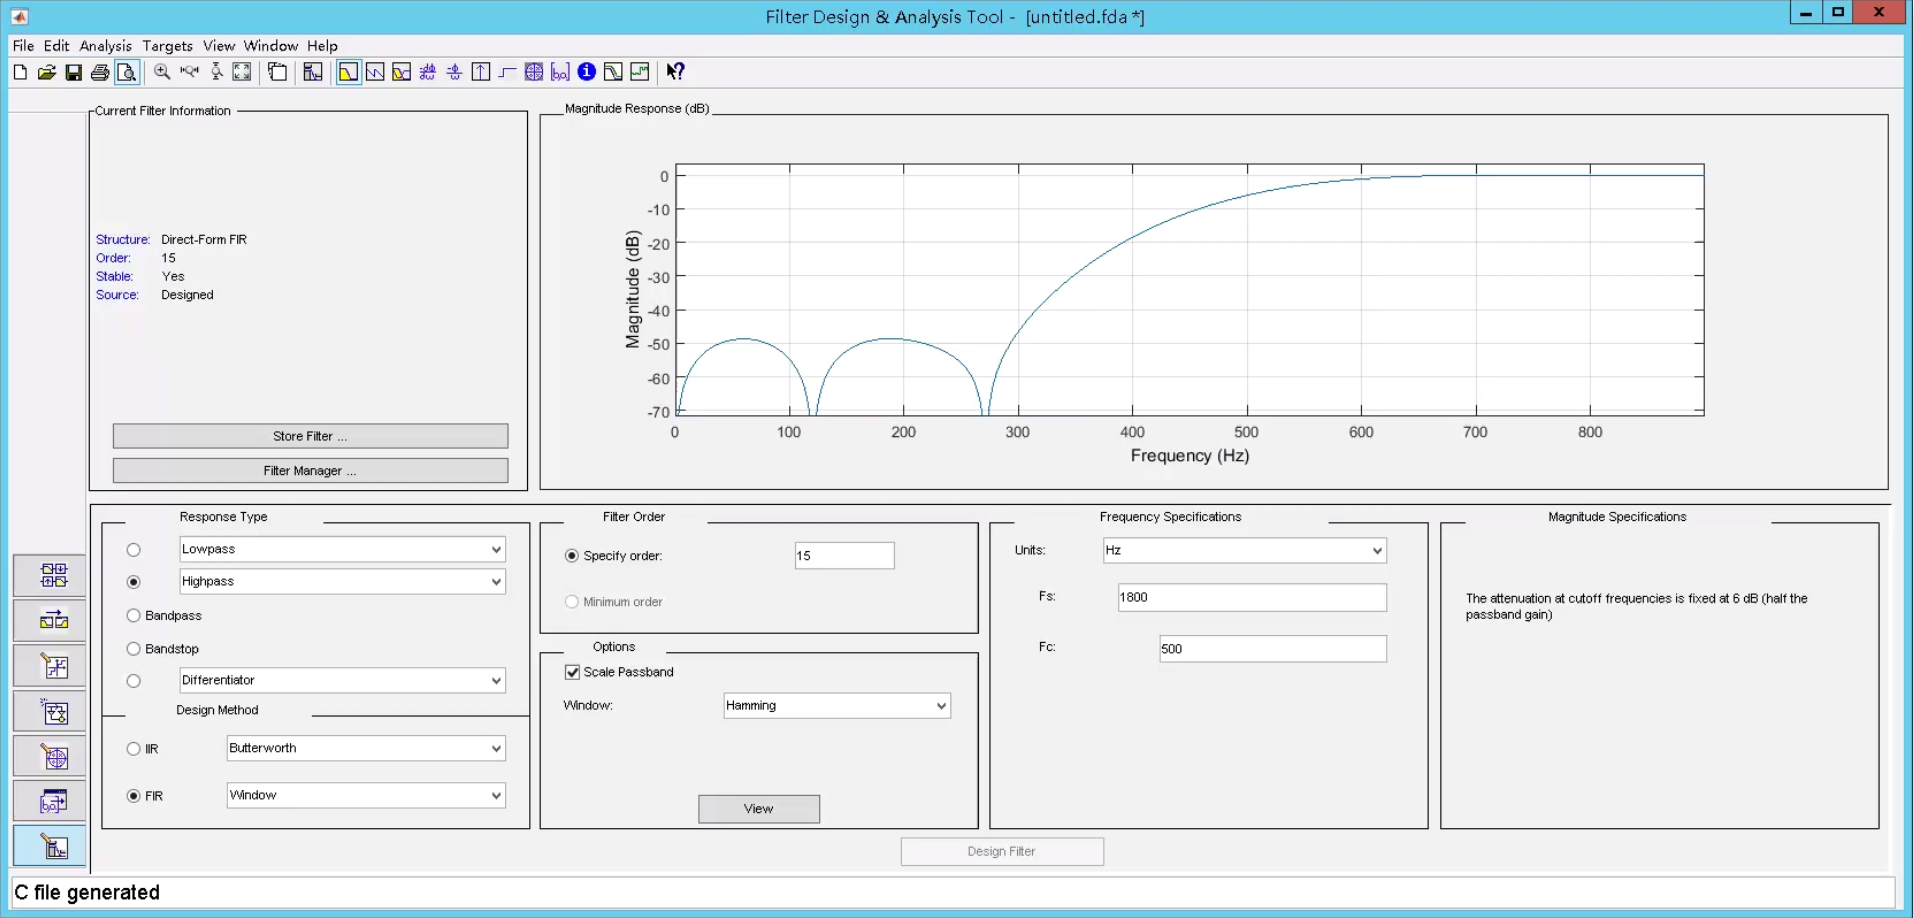 Filter Design & Analysis Tool -  [untitled.fda *]
File Edit Analysis Targets View Window Help
Current Filter Information
Structure: Direct-Form FIR
Order: 15
Stable: Yes
Source: Designed
Store Filter ...
Filter Manager ...
Magnitude Response (dB)
Magnitude (dB)
0
-10
-20
-30
-40
-50
-60
-70
0 100 200 300 400 500 600 700 800
Frequency (Hz)
Response Type
Lowpass
Highpass
Bandpass
Bandstop
Differentiator
Design Method
IIR Butterworth
FIR Window
Filter Order
Specify order: 15
Minimum order
Options
Scale Passband
Window: Hamming
View
Frequency Specifications
Units: Hz
Fs: 1800
Fc: 500
Magnitude Specifications
The attenuation at cutoff frequencies is fixed at 6 dB (half the
passband gain)
Design Filter
C file generated